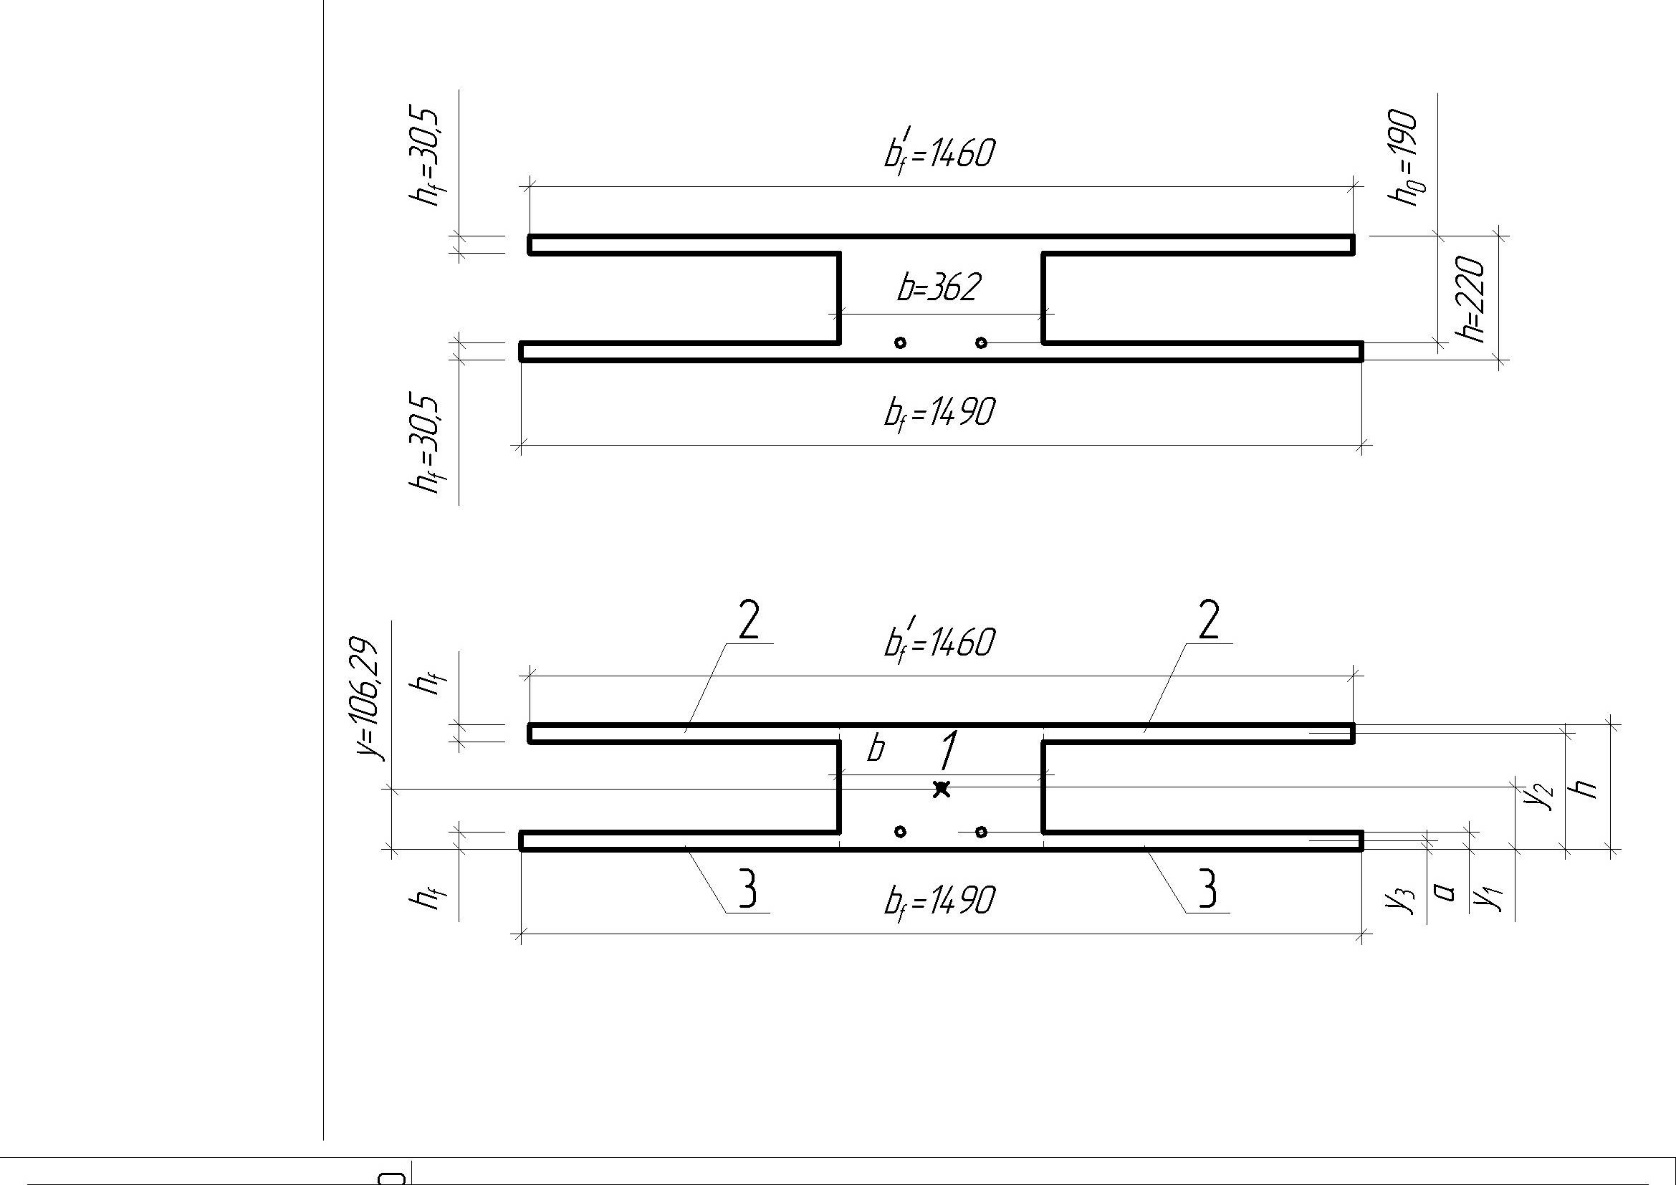 h_f=30,5
b'_f=1460
h_0=190
b=362
h=220
h_f=30,5
b_f=1490
2
2
b'_f=1460
y=106,29
h_f
b
1
y_2
h
h_f
3
3
b_f=1490
y_3
a
y_1